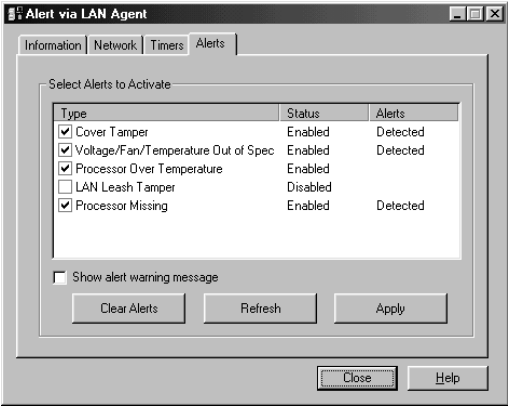 Alert via LAN Agent
Information Network Timers Alerts
Select Alerts to Activate
Type Status Alerts
Cover Tamper Enabled Detected
Voltage/Fan/Temperature Out of Spec Enabled Detected
Processor Over Temperature Enabled
LAN Leash Tamper Disabled
Processor Missing Enabled Detected
Show alert warning message
Clear Alerts Refresh Apply
Close Help